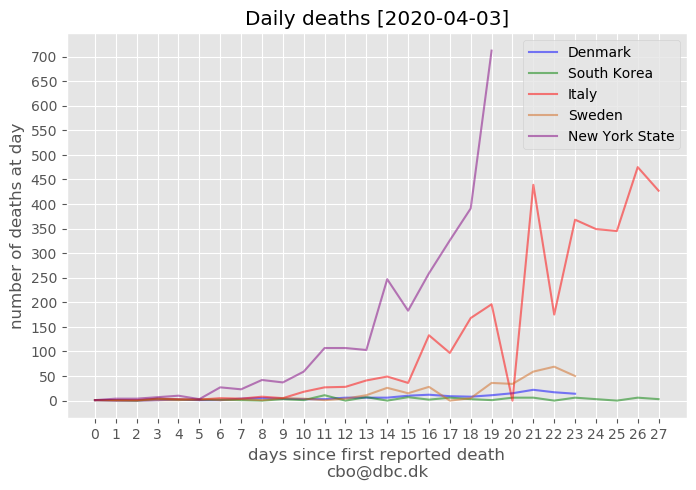 Daily deaths [2020-04-03]
Denmark
South Korea
Italy
Sweden
New York State
number of deaths at day
700
650
600
550
500
450
400
350
300
250
200
150
100
50
0
0 1 2 3 4 5 6 7 8 9 10 11 12 13 14 15 16 17 18 19 20 21 22 23 24 25 26 27
days since first reported death
cbo@dbc.dk